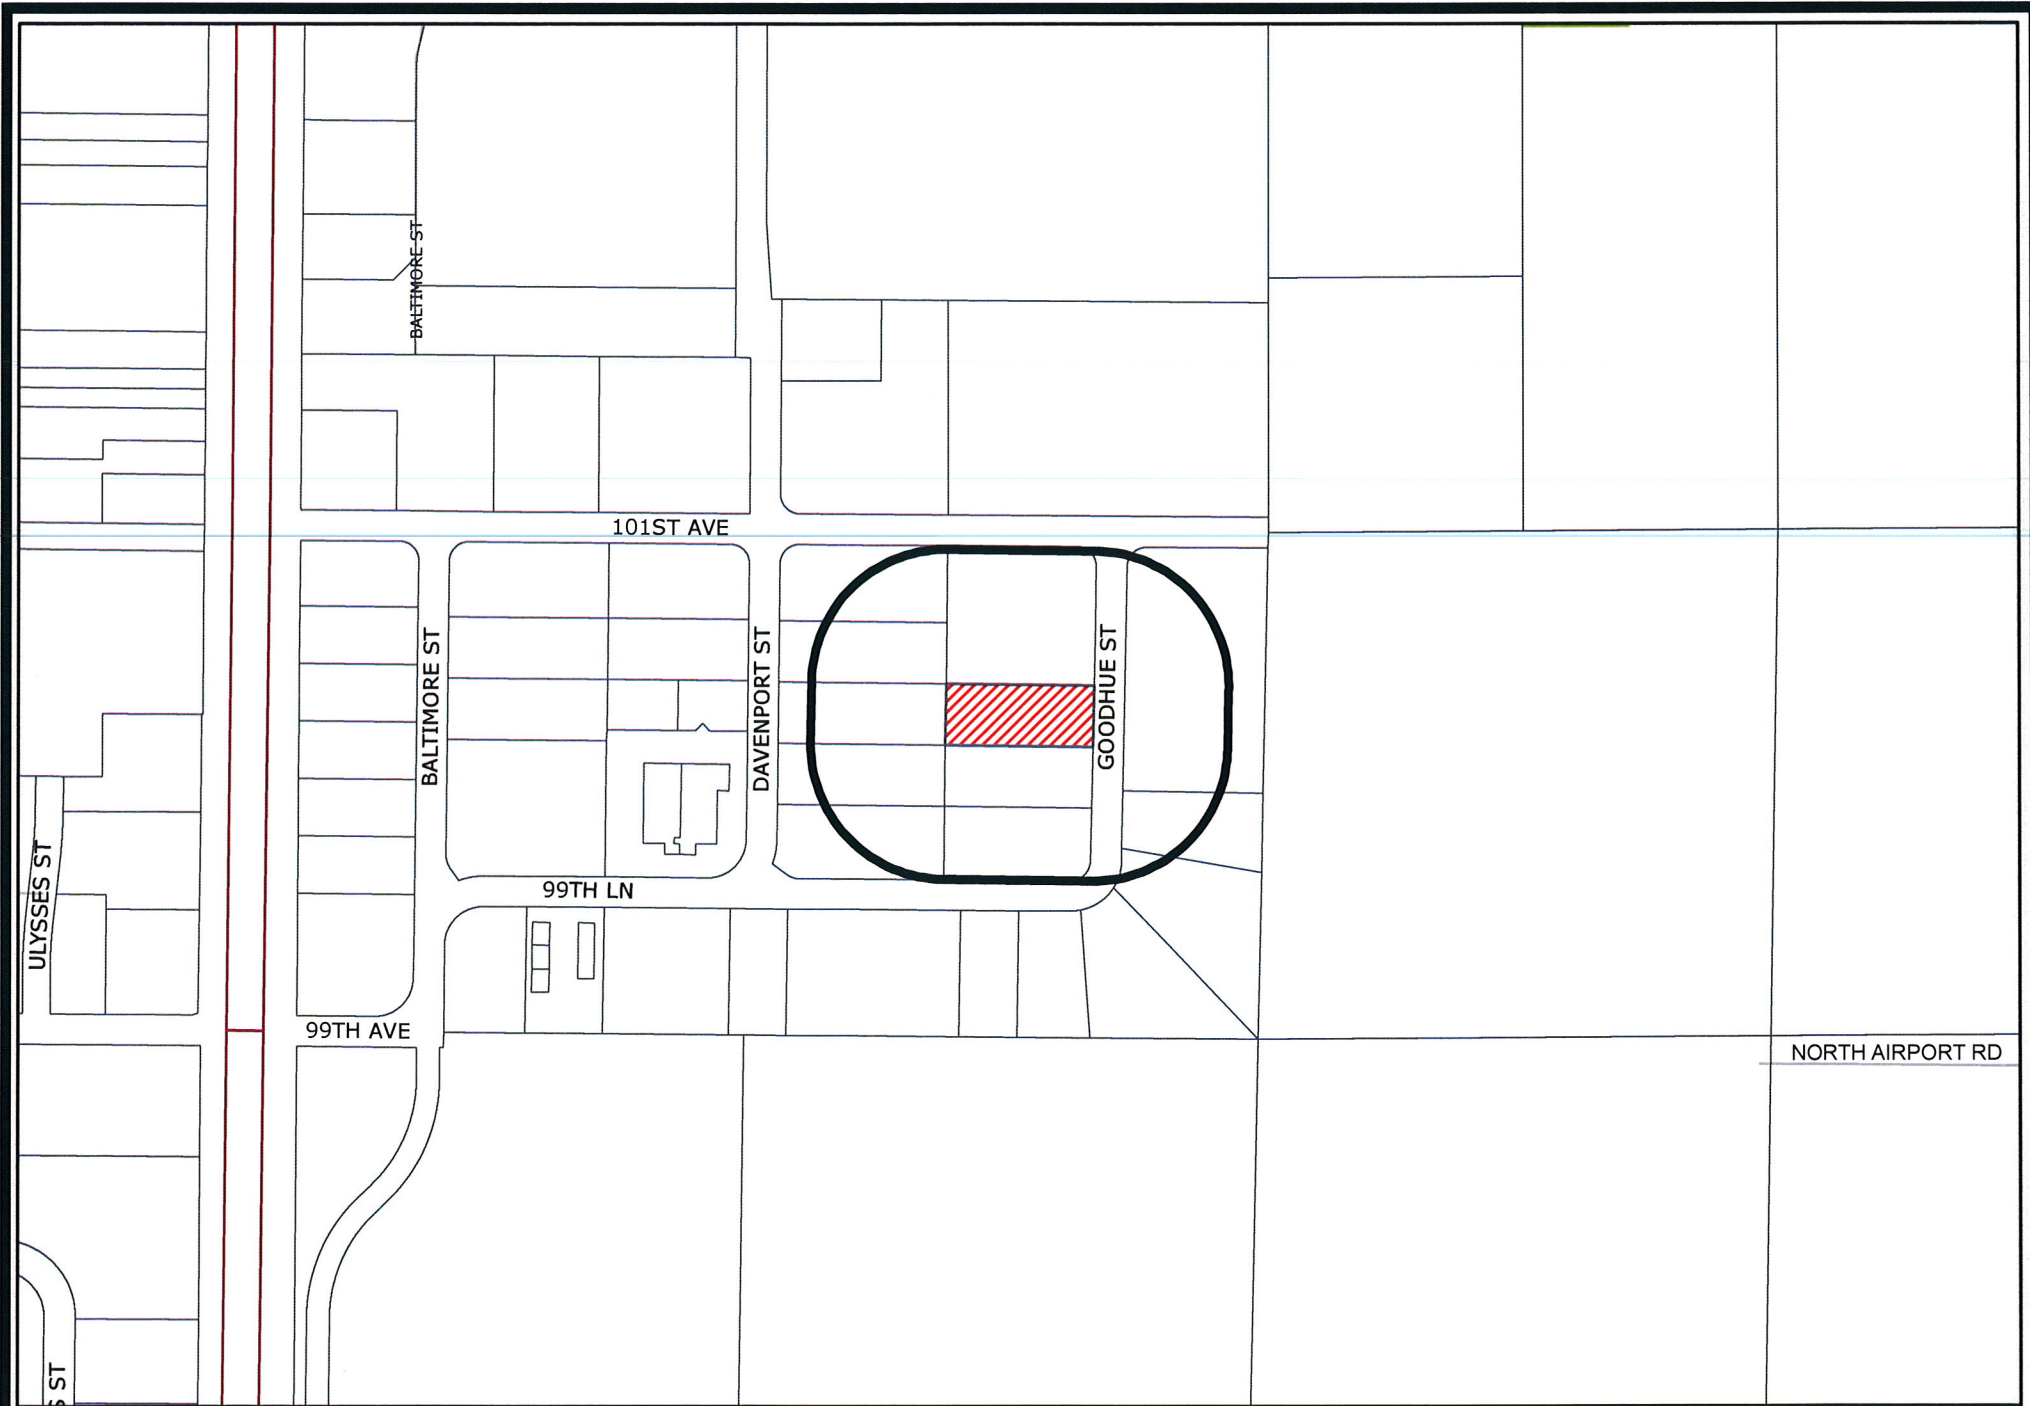 BALTIMORE ST
101ST AVE
BALTIMORE ST
DAVENPORT ST
GOODHUE ST
ULYSSES ST
99TH LN
99TH AVE
NORTH AIRPORT RD
S ST